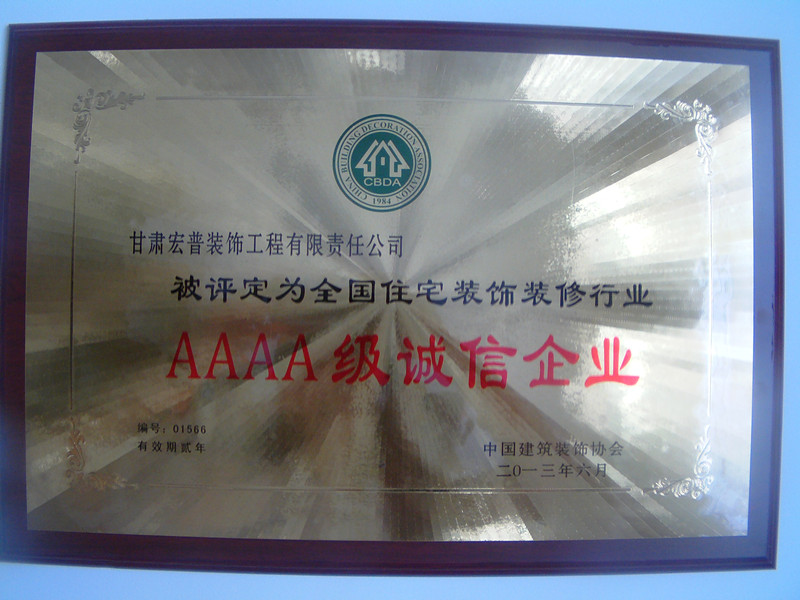 CHINA BUILDING DECORATION ASSOCIATION
CBDA
1984
甘肃宏普装饰工程有限责任公司
被评定为全国住宅装饰装修行业
AAAA级诚信企业
编号：01566
有效期贰年
中国建筑装饰协会
二〇一三年六月